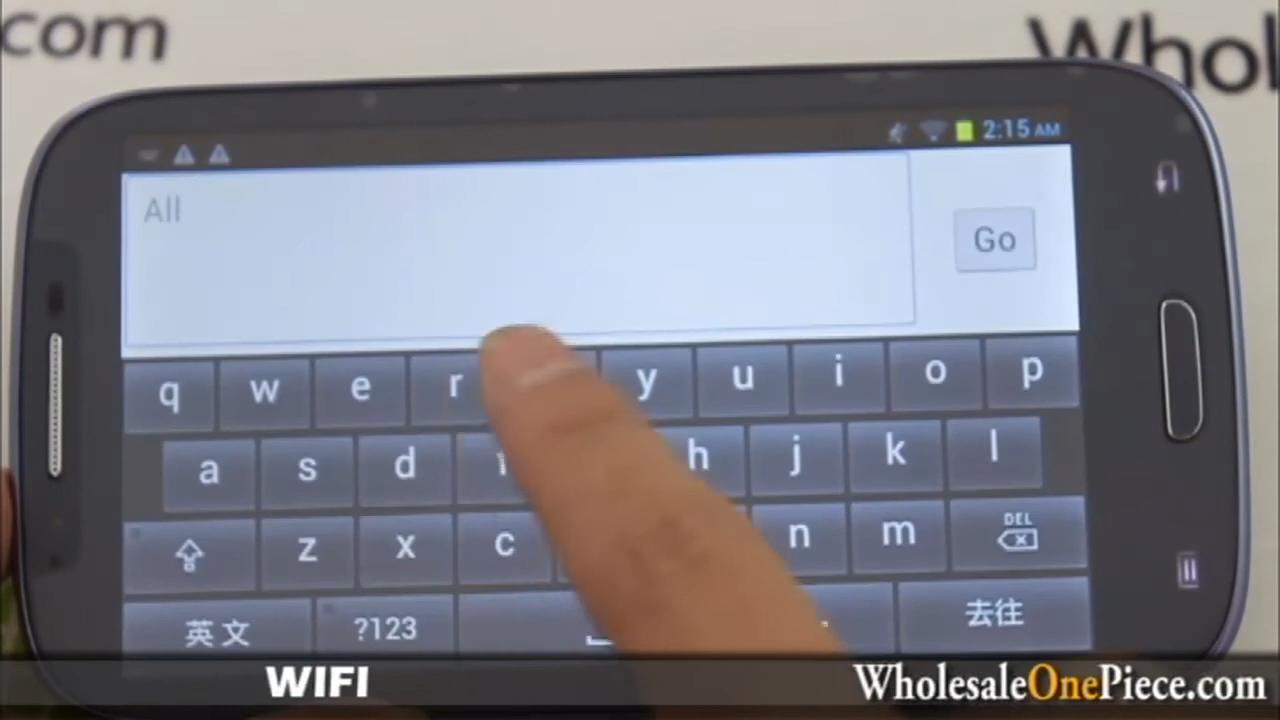 com
Whol
2:15 AM
All
Go
q w e r y u i o p
a s d h j k l
z x c n m DEL
英文 ?123 . 去往
WIFI
WholesaleOnePiece.com